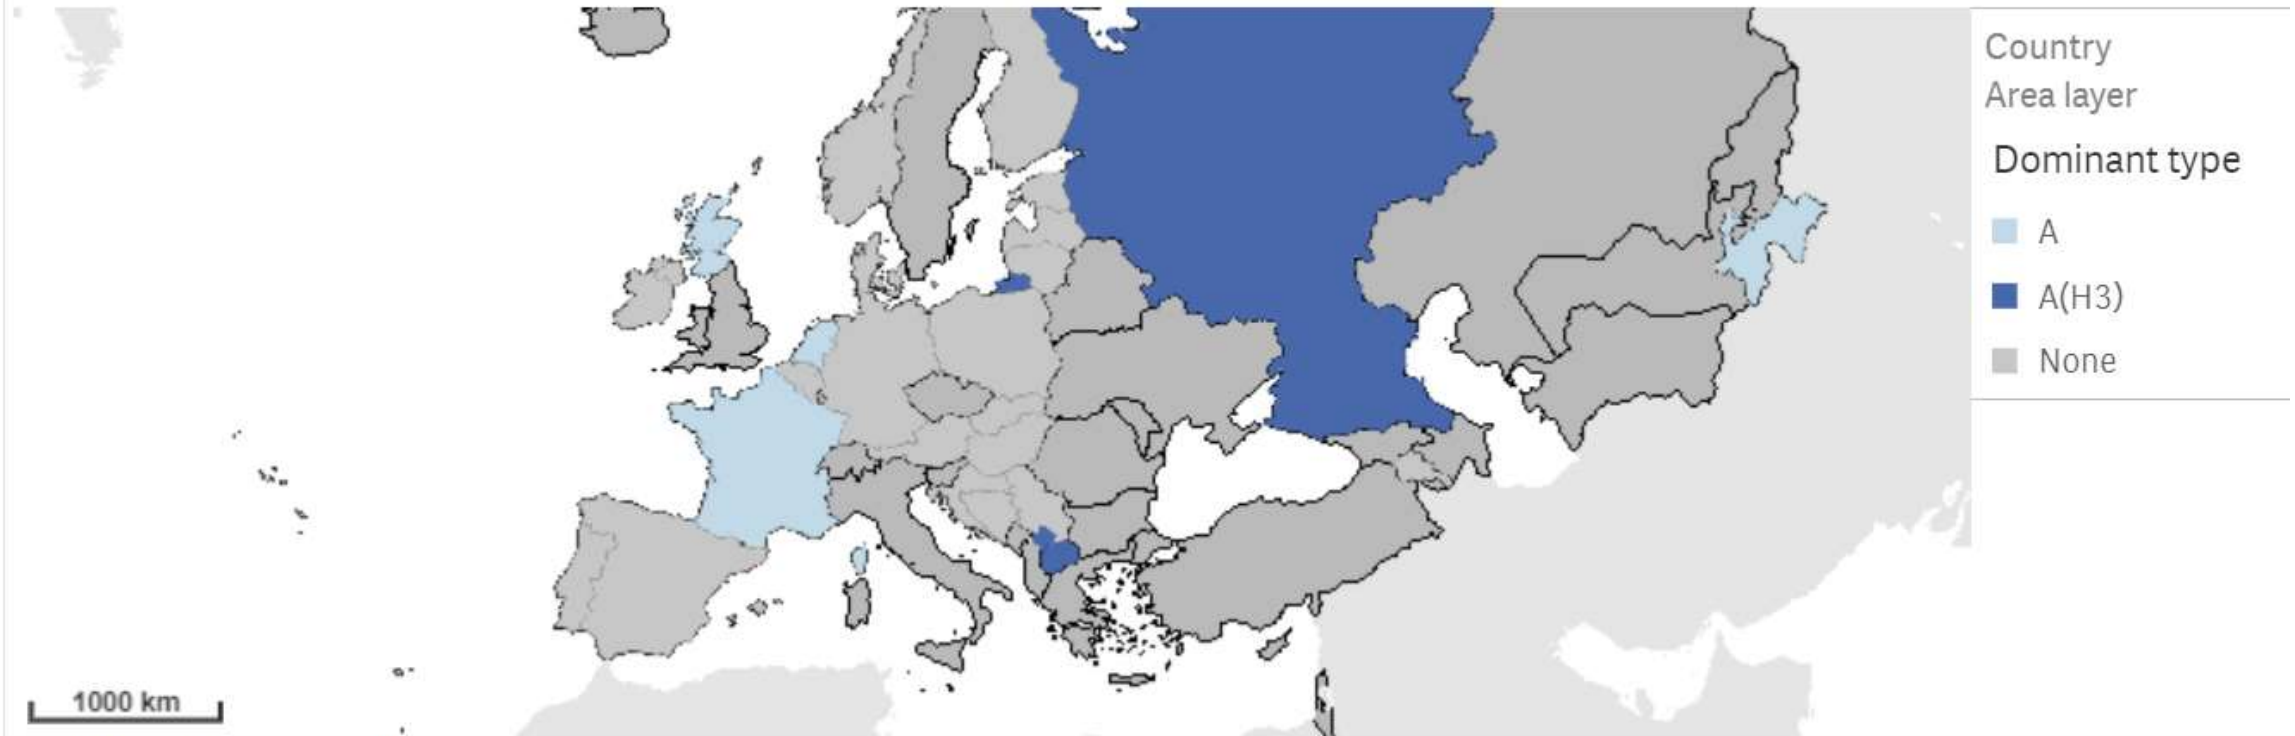 Country
Area layer
Dominant type
A
A(H3)
None
1000 km